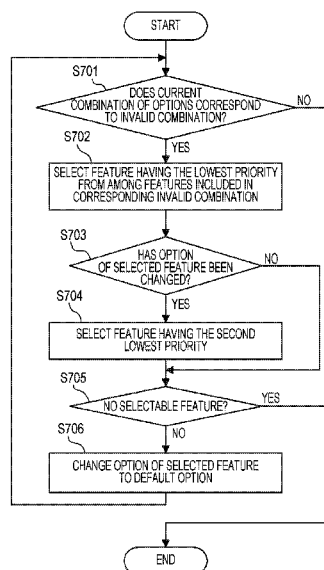 START
S701
DOES CURRENT
COMBINATION OF OPTIONS CORRESPOND
TO INVALID COMBINATION?
NO
YES
S702
SELECT FEATURE HAVING THE LOWEST PRIORITY
FROM AMONG FEATURES INCLUDED IN
CORRESPONDING INVALID COMBINATION
S703
HAS OPTION
OF SELECTED FEATURE BEEN
CHANGED?
NO
YES
S704
SELECT FEATURE HAVING THE SECOND
LOWEST PRIORITY
S705
NO SELECTABLE FEATURE?
YES
NO
S706
CHANGE OPTION OF SELECTED FEATURE
TO DEFAULT OPTION
END